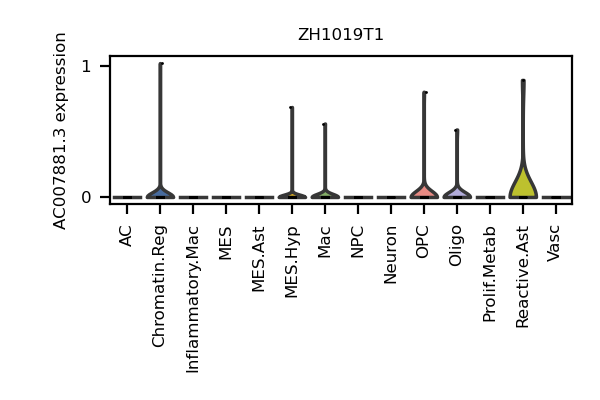 ZH1019T1
AC007881.3 expression
1
0
AC
Chromatin.Reg
Inflammatory.Mac
MES
MES.Ast
MES.Hyp
Mac
NPC
Neuron
OPC
Oligo
Prolif.Metab
Reactive.Ast
Vasc